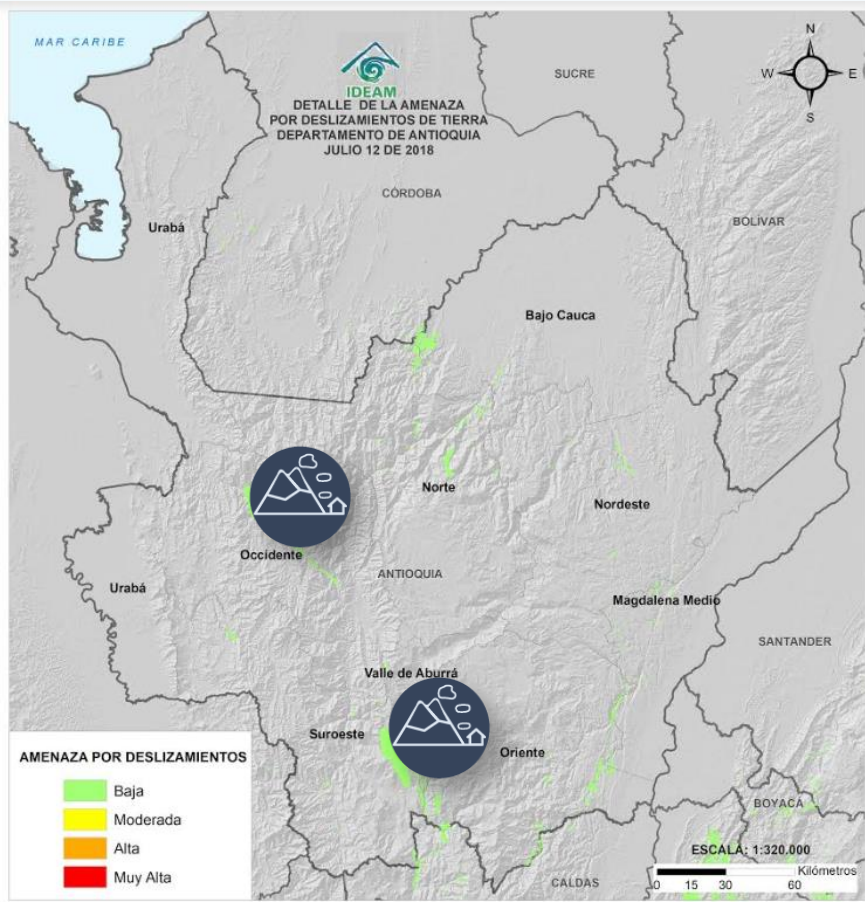 MAR CARIBE
N
W E
S
IDEAM
DETALLE DE LA AMENAZA
POR DESLIZAMIENTOS DE TIERRA
DEPARTAMENTO DE ANTIOQUIA
JULIO 12 DE 2018
SUCRE
CÓRDOBA
BOLÍVAR
Urabá
Bajo Cauca
Norte
Nordeste
Occidente
ANTIOQUIA
Urabá
Magdalena Medio
SANTANDER
Valle de Aburrá
Suroeste
Oriente
AMENAZA POR DESLIZAMIENTOS
Baja
Moderada
Alta
Muy Alta
BOYACÁ
CALDAS
ESCALA: 1:320.000
Kilómetros
0 15 30 60